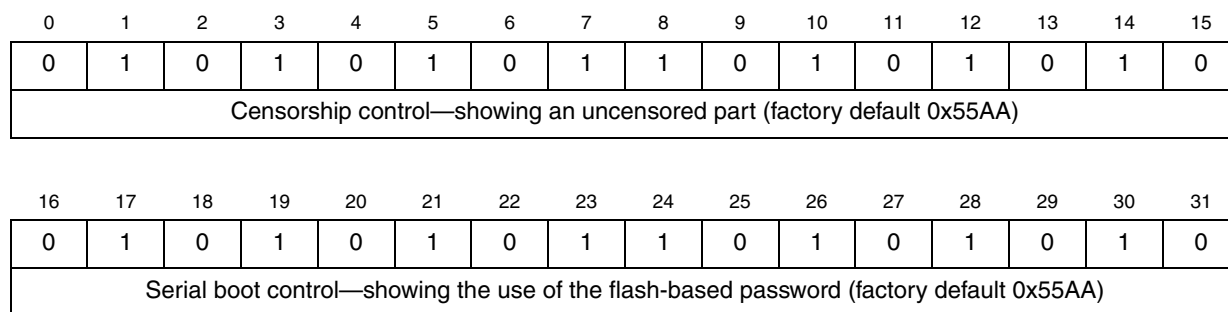 0 1 2 3 4 5 6 7 8 9 10 11 12 13 14 15
0 1 0 1 0 1 0 1 1 0 1 0 1 0 1 0
Censorship control—showing an uncensored part (factory default 0x55AA)
16 17 18 19 20 21 22 23 24 25 26 27 28 29 30 31
0 1 0 1 0 1 0 1 1 0 1 0 1 0 1 0
Serial boot control—showing the use of the flash-based password (factory default 0x55AA)